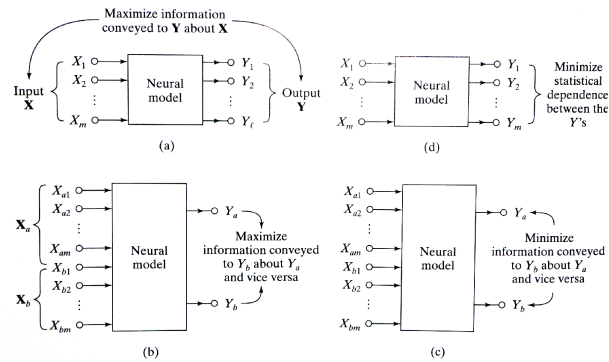 Maximize information
conveyed to Y about X
Input
X
X1
X2
⋮
Xm
Neural
model
Y1
Y2
⋮
Yℓ
Output
Y
(a)
X1
X2
⋮
Xm
Neural
model
Y1
Y2
⋮
Ym
Minimize
statistical
dependence
between the
Y's
(d)
Xa
Xb
Xa1
Xa2
⋮
Xam
Xb1
Xb2
⋮
Xbm
Neural
model
Ya
Maximize
information conveyed
to Yb about Ya
and vice versa
Yb
(b)
Xa1
Xa2
⋮
Xam
Xb1
Xb2
⋮
Xbm
Neural
model
Ya
Minimize
information conveyed
to Yb about Ya
and vice versa
Yb
(c)